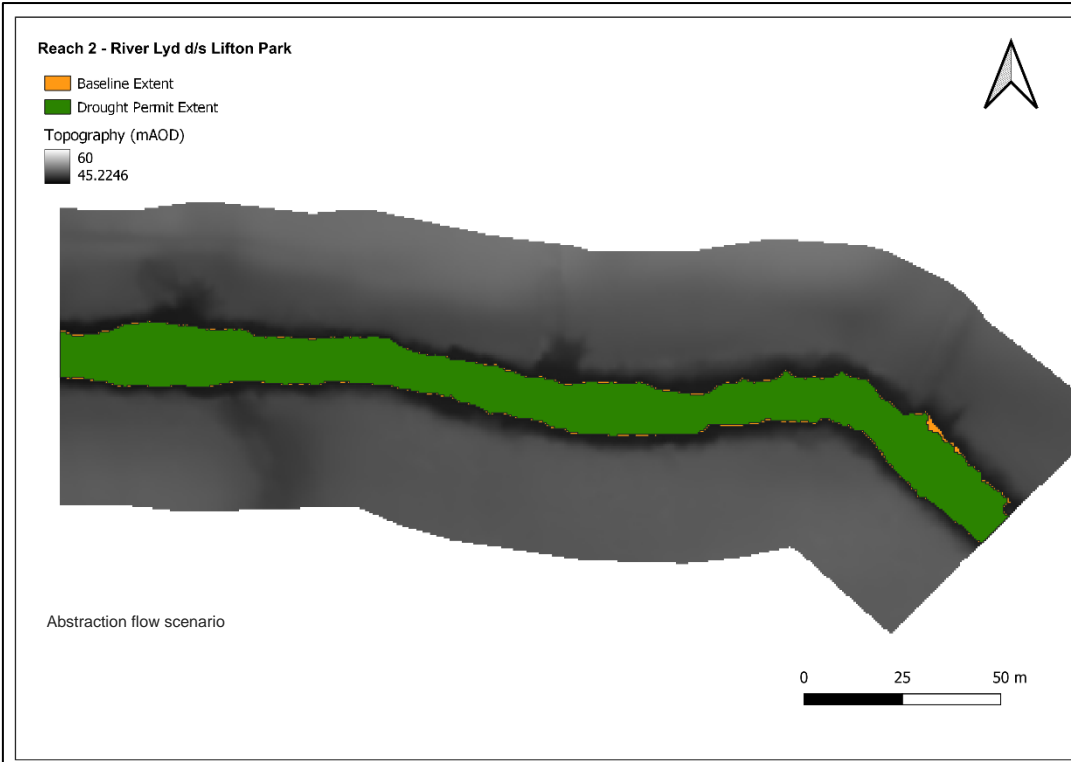 Reach 2 - River Lyd d/s Lifton Park
Baseline Extent
Drought Permit Extent
Topography (mAOD)
60
45.2246
Abstraction flow scenario
0 25 50 m